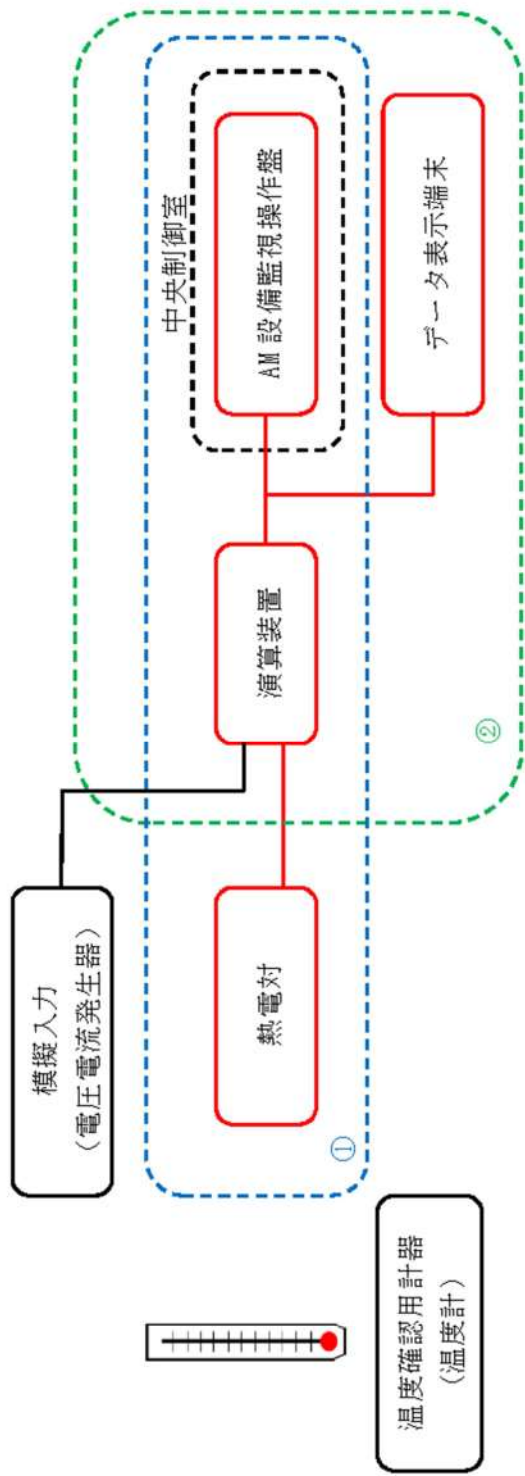 模擬入力
(電圧電流発生器)
中央制御室
熱電対
演算装置
AM 設備監視操作盤
データ表示端末
①
②
温度確認用計器
(温度計)